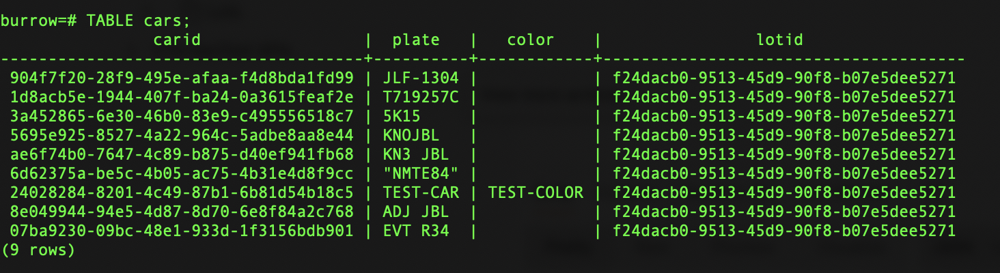 burrow=# TABLE cars;
carid | plate | color | lotid
--------------------------------------+----------+------------+--------------------------------------
904f7f20-28f9-495e-afaa-f4d8bda1fd99 | JLF-1304 | | f24dacb0-9513-45d9-90f8-b07e5dee5271
1d8acb5e-1944-407f-ba24-0a3615feaf2e | T719257C | | f24dacb0-9513-45d9-90f8-b07e5dee5271
3a452865-6e30-46b0-83e9-c495556518c7 | 5K15 | | f24dacb0-9513-45d9-90f8-b07e5dee5271
5695e925-8527-4a22-964c-5adbe8aa8e44 | KNOJBL | | f24dacb0-9513-45d9-90f8-b07e5dee5271
ae6f74b0-7647-4c89-b875-d40ef941fb68 | KN3 JBL | | f24dacb0-9513-45d9-90f8-b07e5dee5271
6d62375a-be5c-4b05-ac75-4b31e4d8f9cc | "NMTE84" | | f24dacb0-9513-45d9-90f8-b07e5dee5271
24028284-8201-4c49-87b1-6b81d54b18c5 | TEST-CAR | TEST-COLOR | f24dacb0-9513-45d9-90f8-b07e5dee5271
8e049944-94e5-4d87-8d70-6e8f84a2c768 | ADJ JBL | | f24dacb0-9513-45d9-90f8-b07e5dee5271
07ba9230-09bc-48e1-933d-1f3156bdb901 | EVT R34 | | f24dacb0-9513-45d9-90f8-b07e5dee5271
(9 rows)